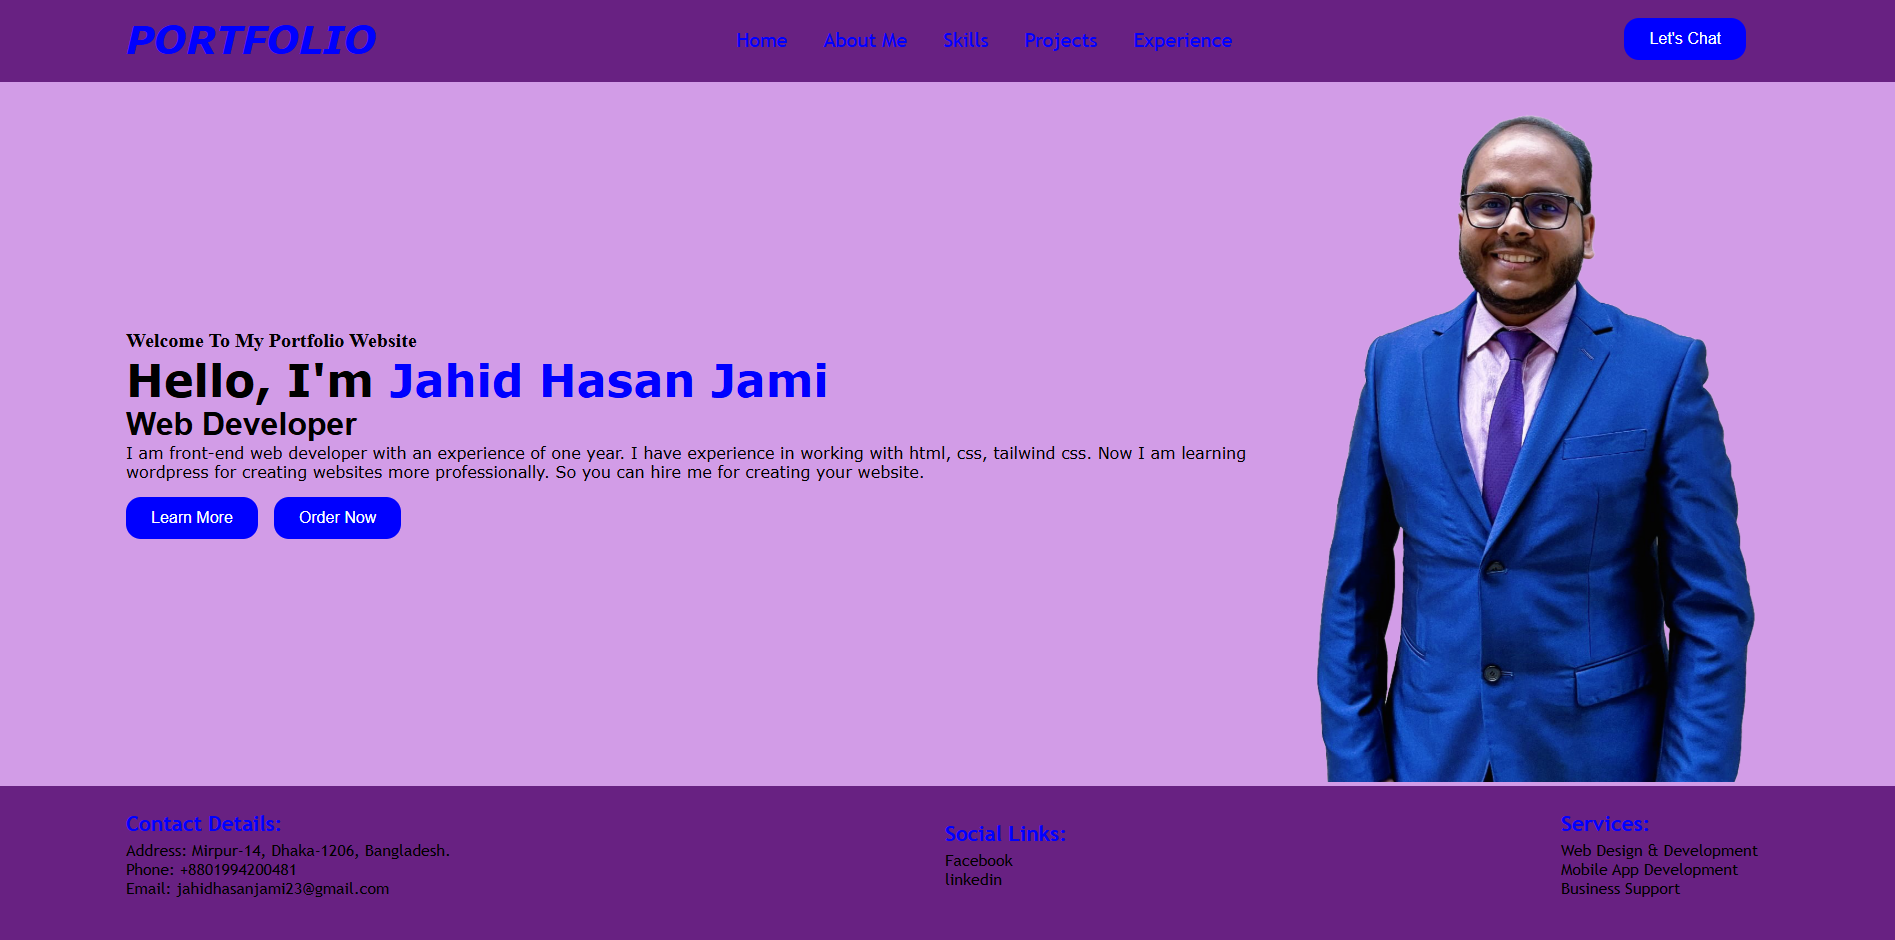 PORTFOLIO
Home About Me Skills Projects Experience
Let's Chat
Welcome To My Portfolio Website
Hello, I'm Jahid Hasan Jami
Web Developer
I am front-end web developer with an experience of one year. I have experience in working with html, css, tailwind css. Now I am learning
wordpress for creating websites more professionally. So you can hire me for creating your website.
Learn More
Order Now
Contact Details:
Address: Mirpur-14, Dhaka-1206, Bangladesh.
Phone: +8801994200481
Email: jahidhasanjami23@gmail.com
Social Links:
Facebook
linkedin
Services:
Web Design & Development
Mobile App Development
Business Support